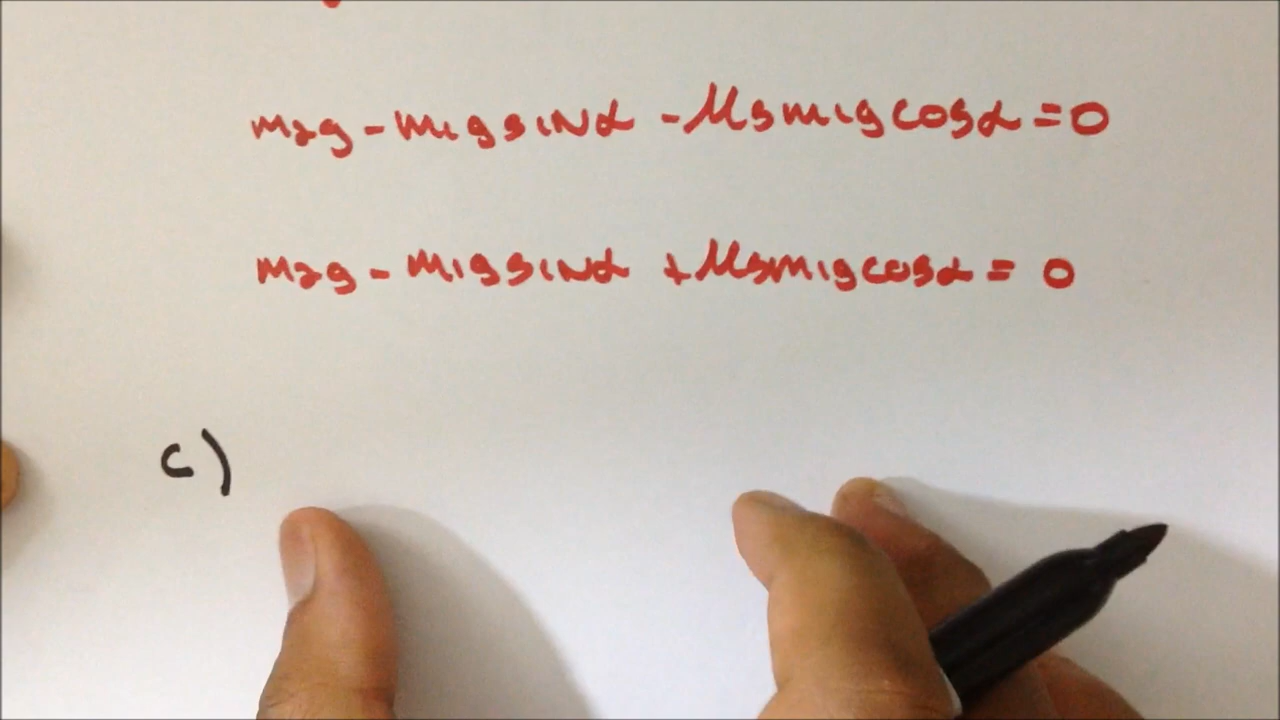 m2g - m1g sinα - μsm1g cosα = 0
m2g - m1g sinα + μsm1g cosα = 0
c)